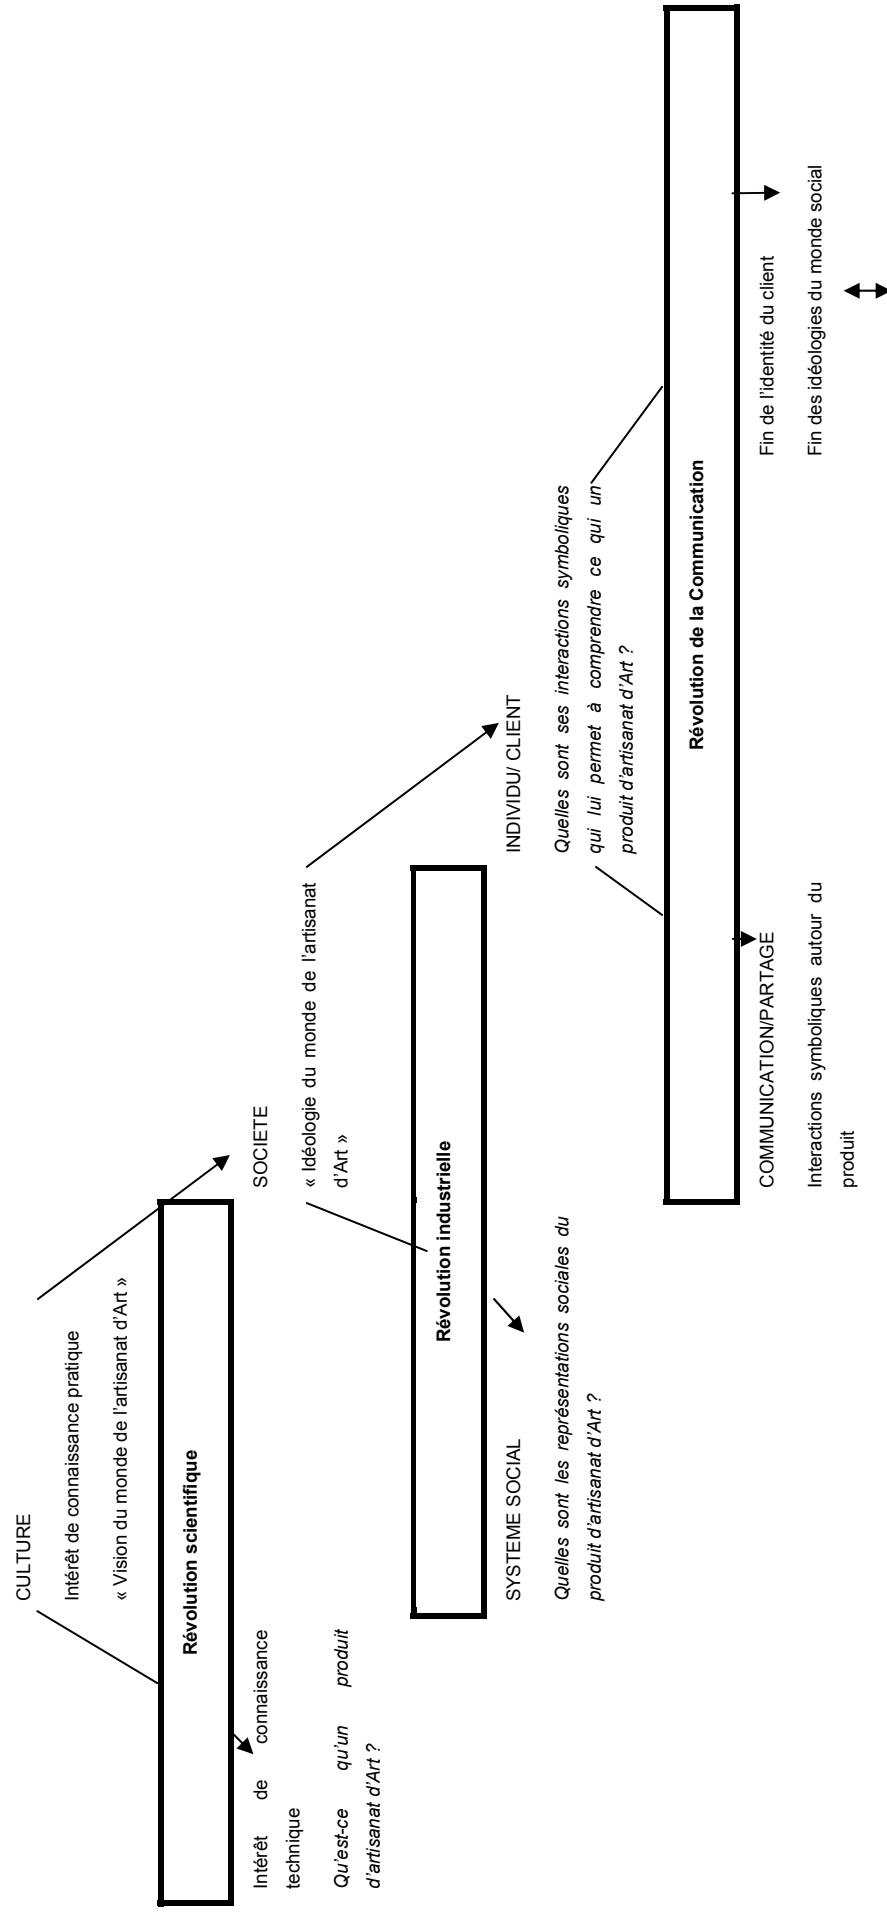 CULTURE
Intérêt de connaissance pratique
« Vision du monde de l'artisanat d'Art »
Révolution scientifique
Intérêt de connaissance
technique
Qu'est-ce qu'un produit
d'artisanat d'Art ?
SOCIETE
« Idéologie du monde de l'artisanat
d'Art »
Révolution industrielle
SYSTEME SOCIAL
Quelles sont les représentations sociales du
produit d'artisanat d'Art ?
INDIVIDU/ CLIENT
Quelles sont ses interactions symboliques
qui lui permet à comprendre ce qui un
produit d'artisanat d'Art ?
Révolution de la Communication
COMMUNICATION/PARTAGE
Interactions symboliques autour du
produit
Fin de l'identité du client
Fin des idéologies du monde social